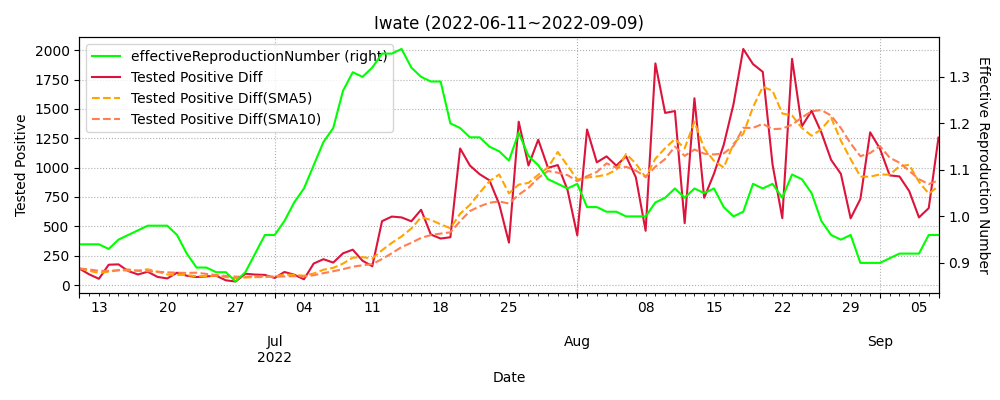 Iwate (2022-06-11~2022-09-09)
effectiveReproductionNumber (right)
Tested Positive Diff
Tested Positive Diff(SMA5)
Tested Positive Diff(SMA10)
Tested Positive
2000
1750
1500
1250
1000
750
500
250
0
Effective Reproduction Number
1.3
1.2
1.1
1.0
0.9
13 20 27 04 11 18 25 08 15 22 29 05
Jul Aug Sep
2022
Date